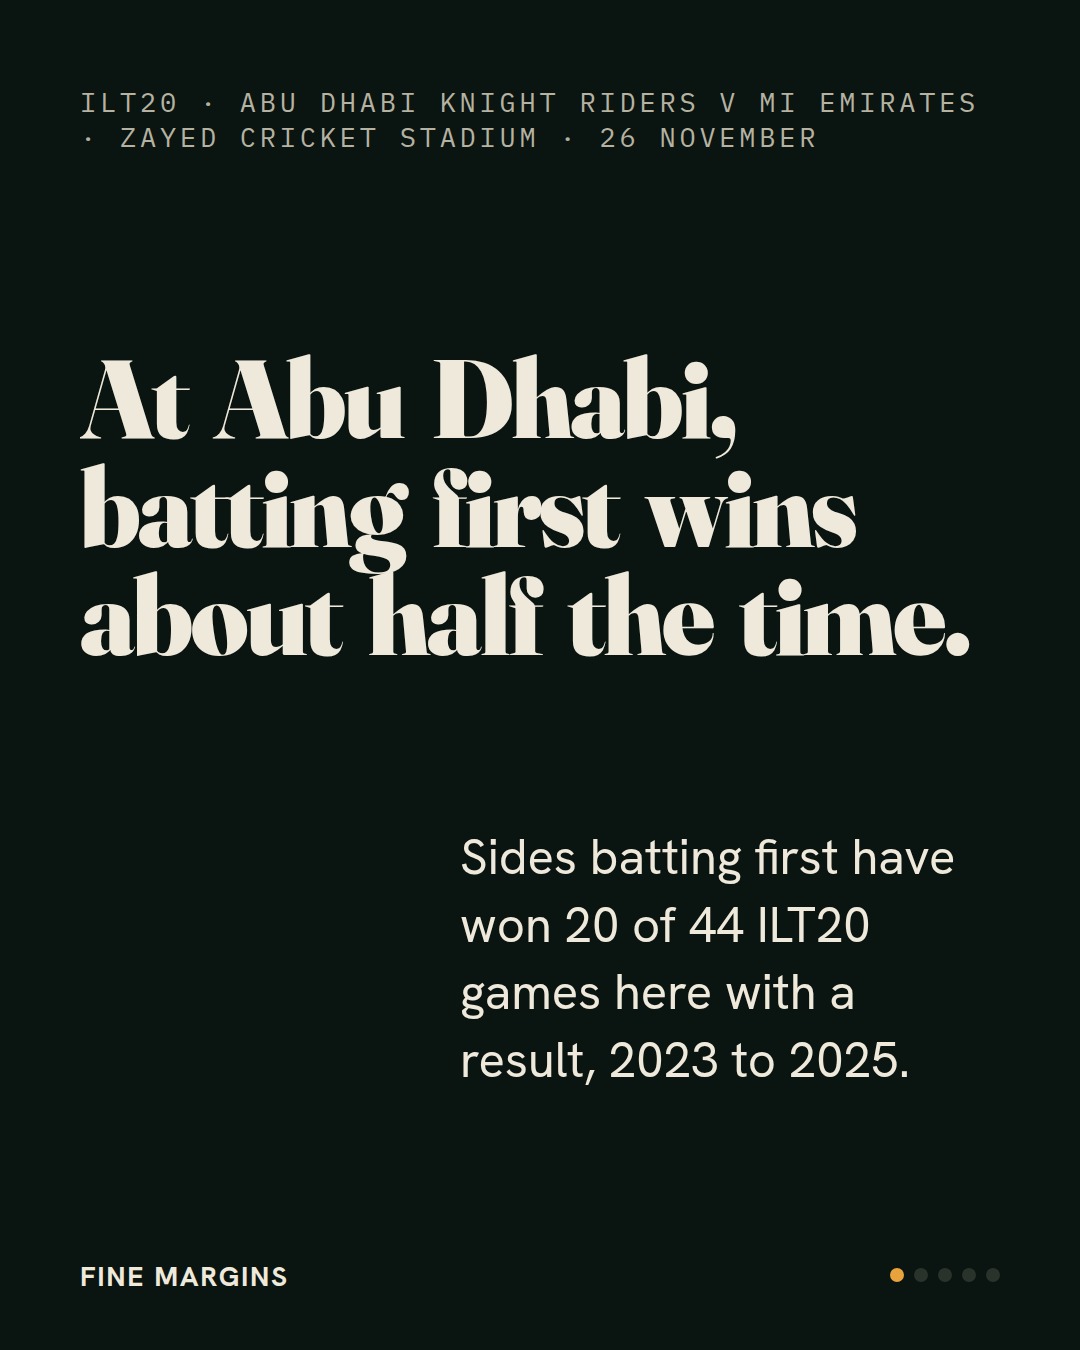 ILT20 · ABU DHABI KNIGHT RIDERS V MI EMIRATES
· ZAYED CRICKET STADIUM · 26 NOVEMBER
At Abu Dhabi,
batting first wins
about half the time.
Sides batting first have
won 20 of 44 ILT20
games here with a
result, 2023 to 2025.
FINE MARGINS